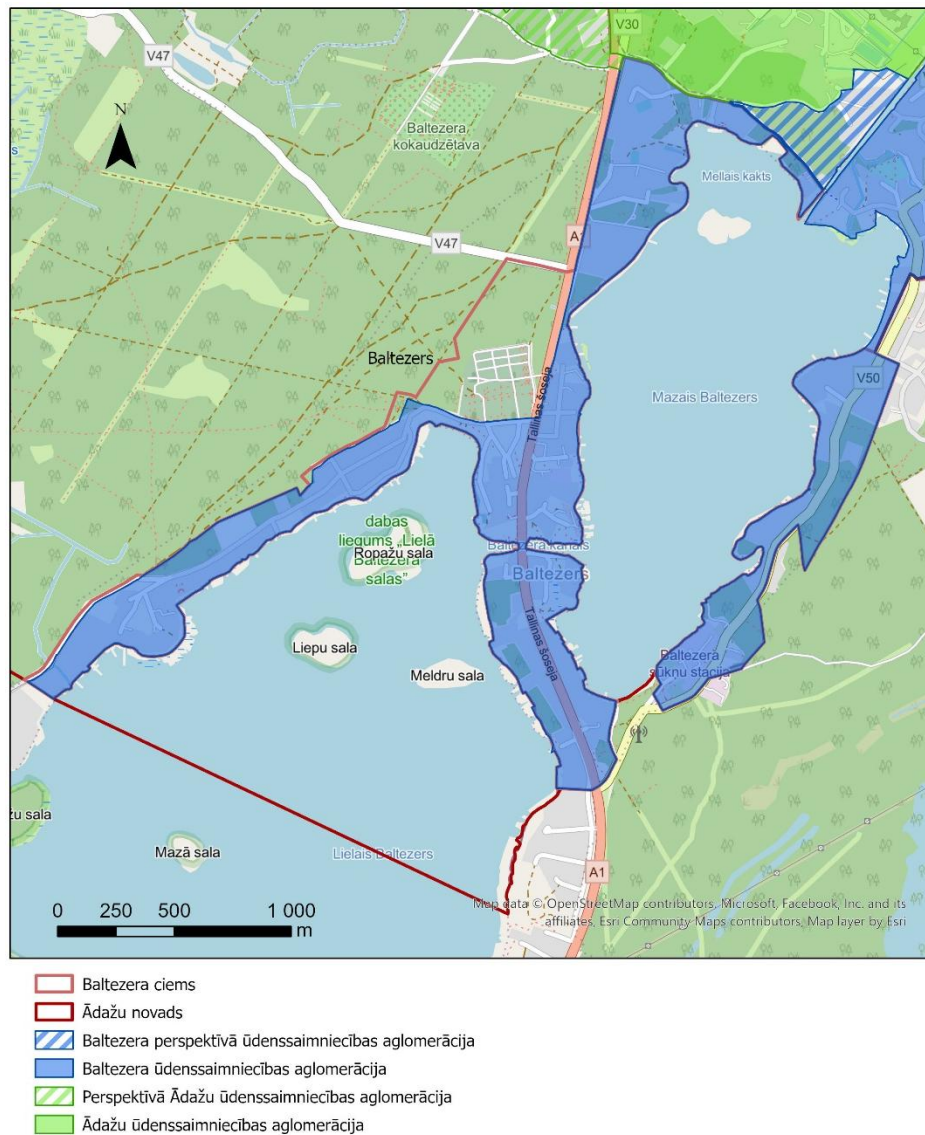 V30
V47
N
Baltezera
kokaudzētava
Mellais kakts
V47
A1
Baltezers
Tallinas šoseja
Mazais Baltezers
V50
dabas
liegums „Lielā
Ropažu sala
Baltezera
salas"
Baltezera kanāls
Baltezers
Liepu sala
Meldru sala
Tallinas šoseja
Baltezera
sūkņu stacija
žu sala
Mazā sala
Lielais Baltezers
A1
0 250 500 1 000
m
Map data © OpenStreetMap contributors, Microsoft, Facebook, Inc. and its
affiliates, Esri Community Maps contributors, Map layer by Esri
Baltezera ciems
Ādažu novads
Baltezera perspektīvā ūdenssaimniecības aglomerācija
Baltezera ūdenssaimniecības aglomerācija
Perspektīvā Ādažu ūdenssaimniecības aglomerācija
Ādažu ūdenssaimniecības aglomerācija